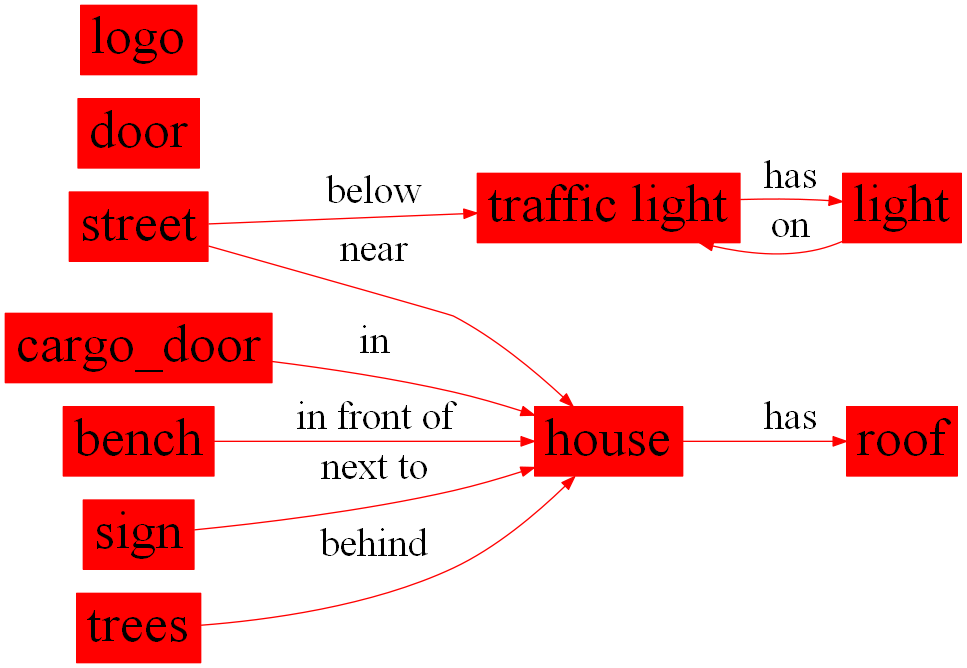 logo
door
street
below
traffic light
has
light
on
near
cargo_door
in
bench
in front of
house
has
roof
next to
sign
behind
trees